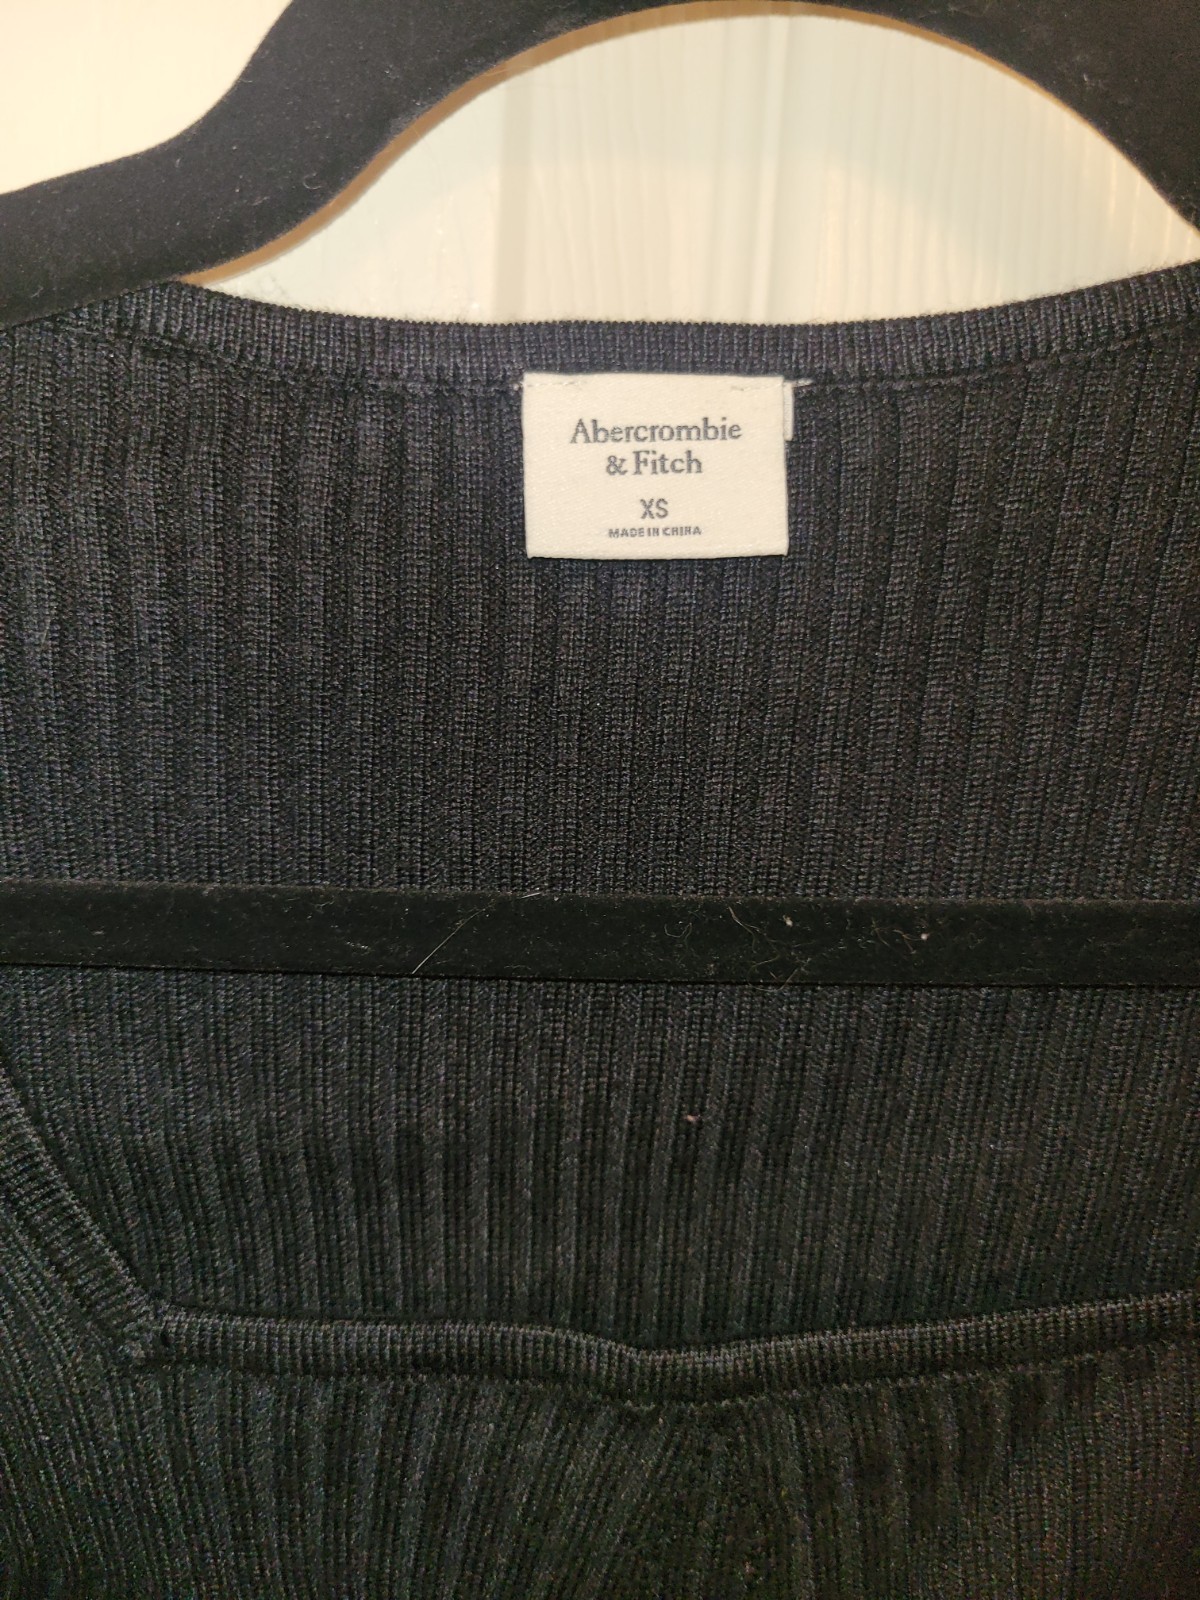 Abercrombie
& Fitch
XS
MADE IN CHINA